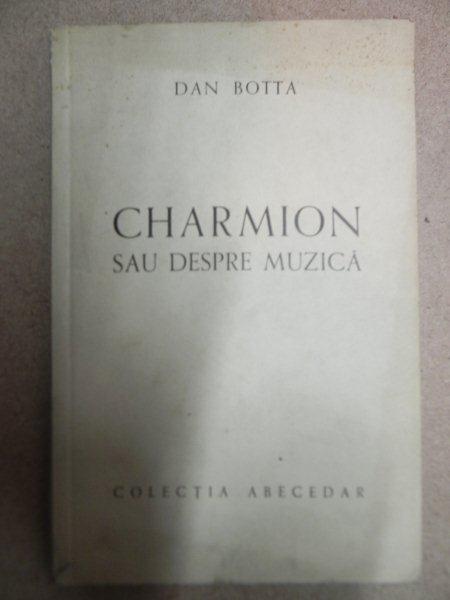 DAN BOTTA
CHARMION
SAU DESPRE MUZICĂ
COLECȚIA ABECEDAR